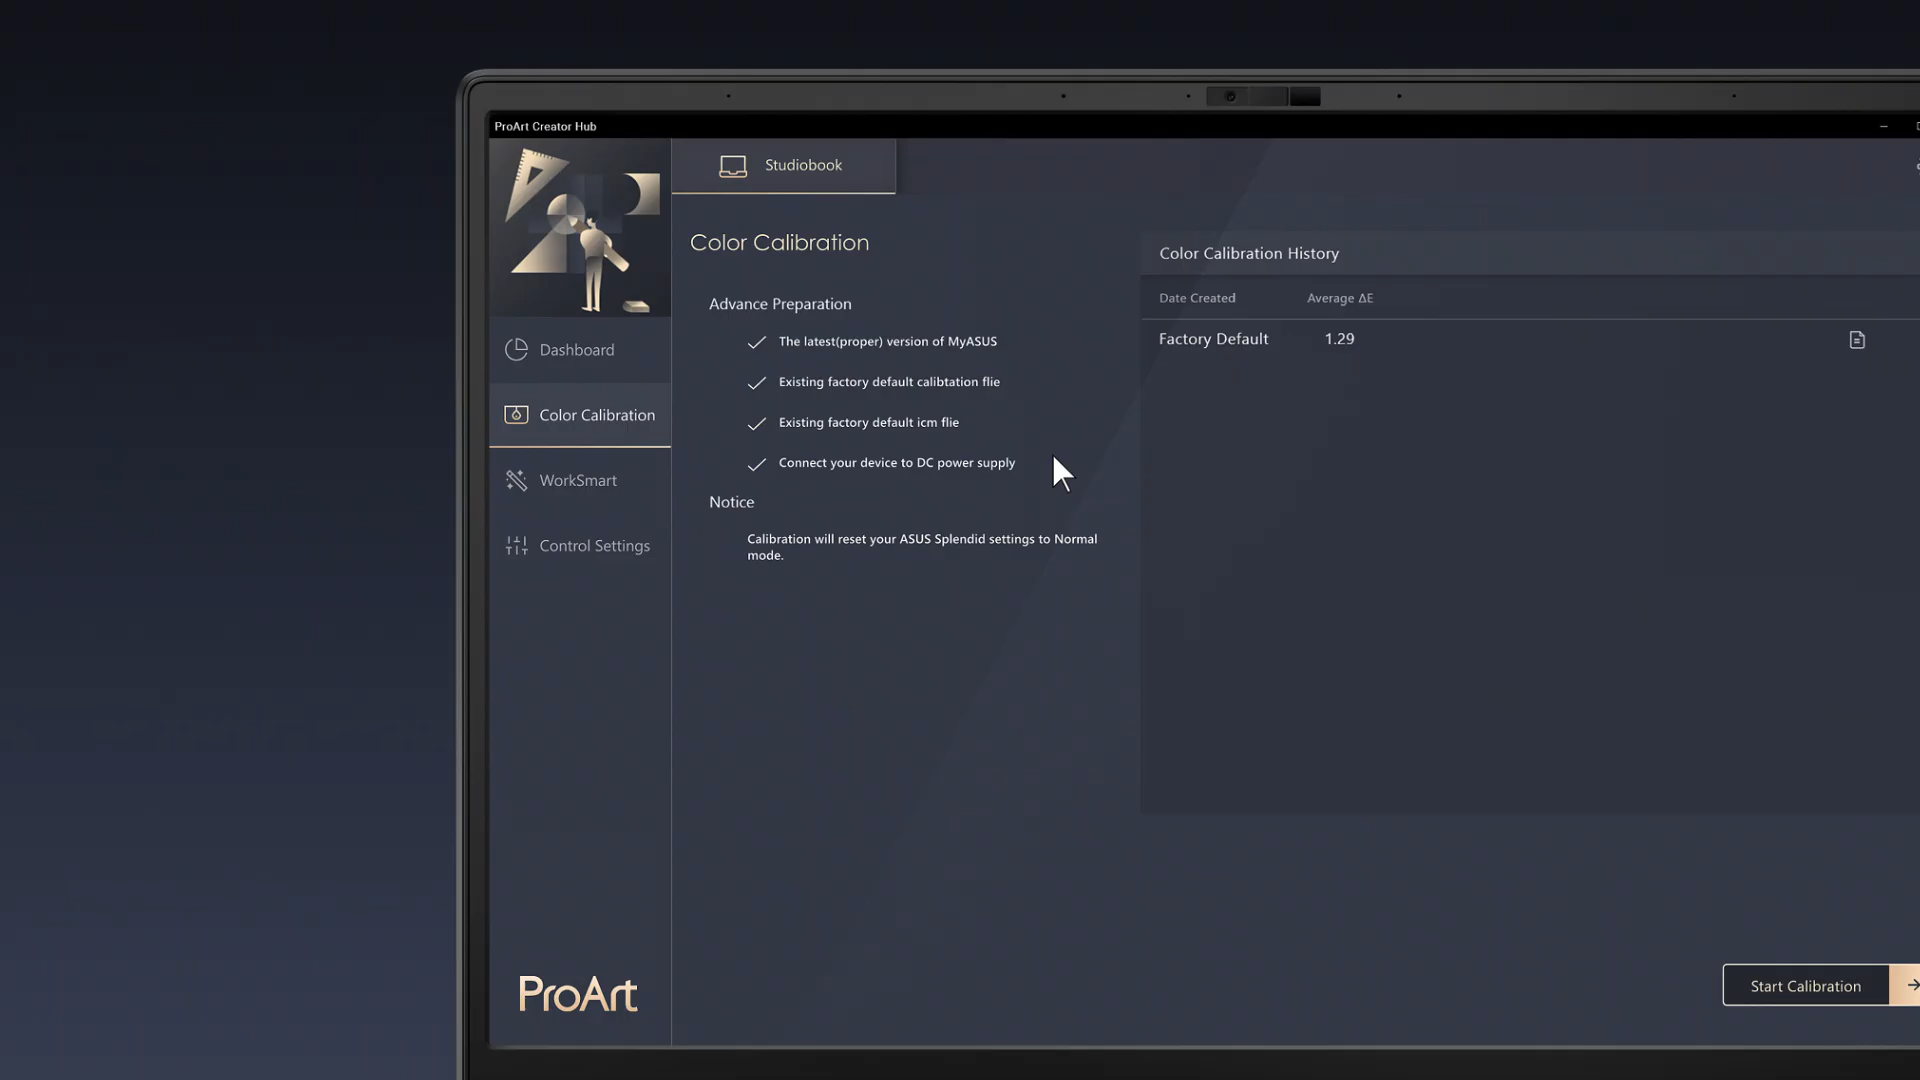 ProArt Creator Hub
Studiobook
Color Calibration
Color Calibration History
Advance Preparation
Date Created Average ΔE
The latest(proper) version of MyASUS
Factory Default 1.29
Dashboard
Existing factory default calibtation flie
Color Calibration
Existing factory default icm flie
Connect your device to DC power supply
WorkSmart
Notice
Control Settings
Calibration will reset your ASUS Splendid settings to Normal
mode.
ProArt
Start Calibration